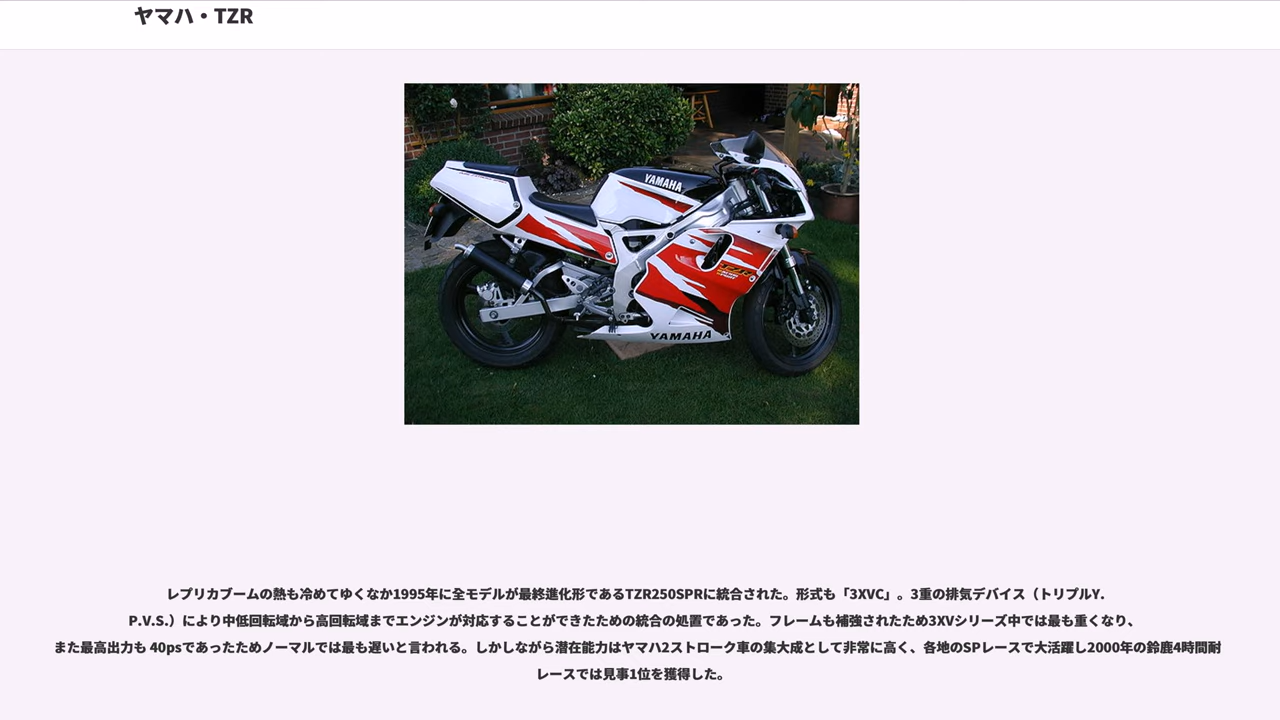 ヤマハ・TZR
YAMAHA
TZR
YAMAHA
レプリカブームの熱も冷めてゆくなか1995年に全モデルが最終進化形であるTZR250SPRに統合された。形式も「3XVC」。3重の排気デバイス（トリプルY.
P.V.S.）により中低回転域から高回転域までエンジンが対応することができたための統合の処置であった。フレームも補強されたため3XVシリーズ中では最も重くなり、
また最高出力も 40psであったためノーマルでは最も遅いと言われる。しかしながら潜在能力はヤマハ2ストローク車の集大成として非常に高く、各地のSPレースで大活躍し2000年の鈴鹿4時間耐
レースでは見事1位を獲得した。